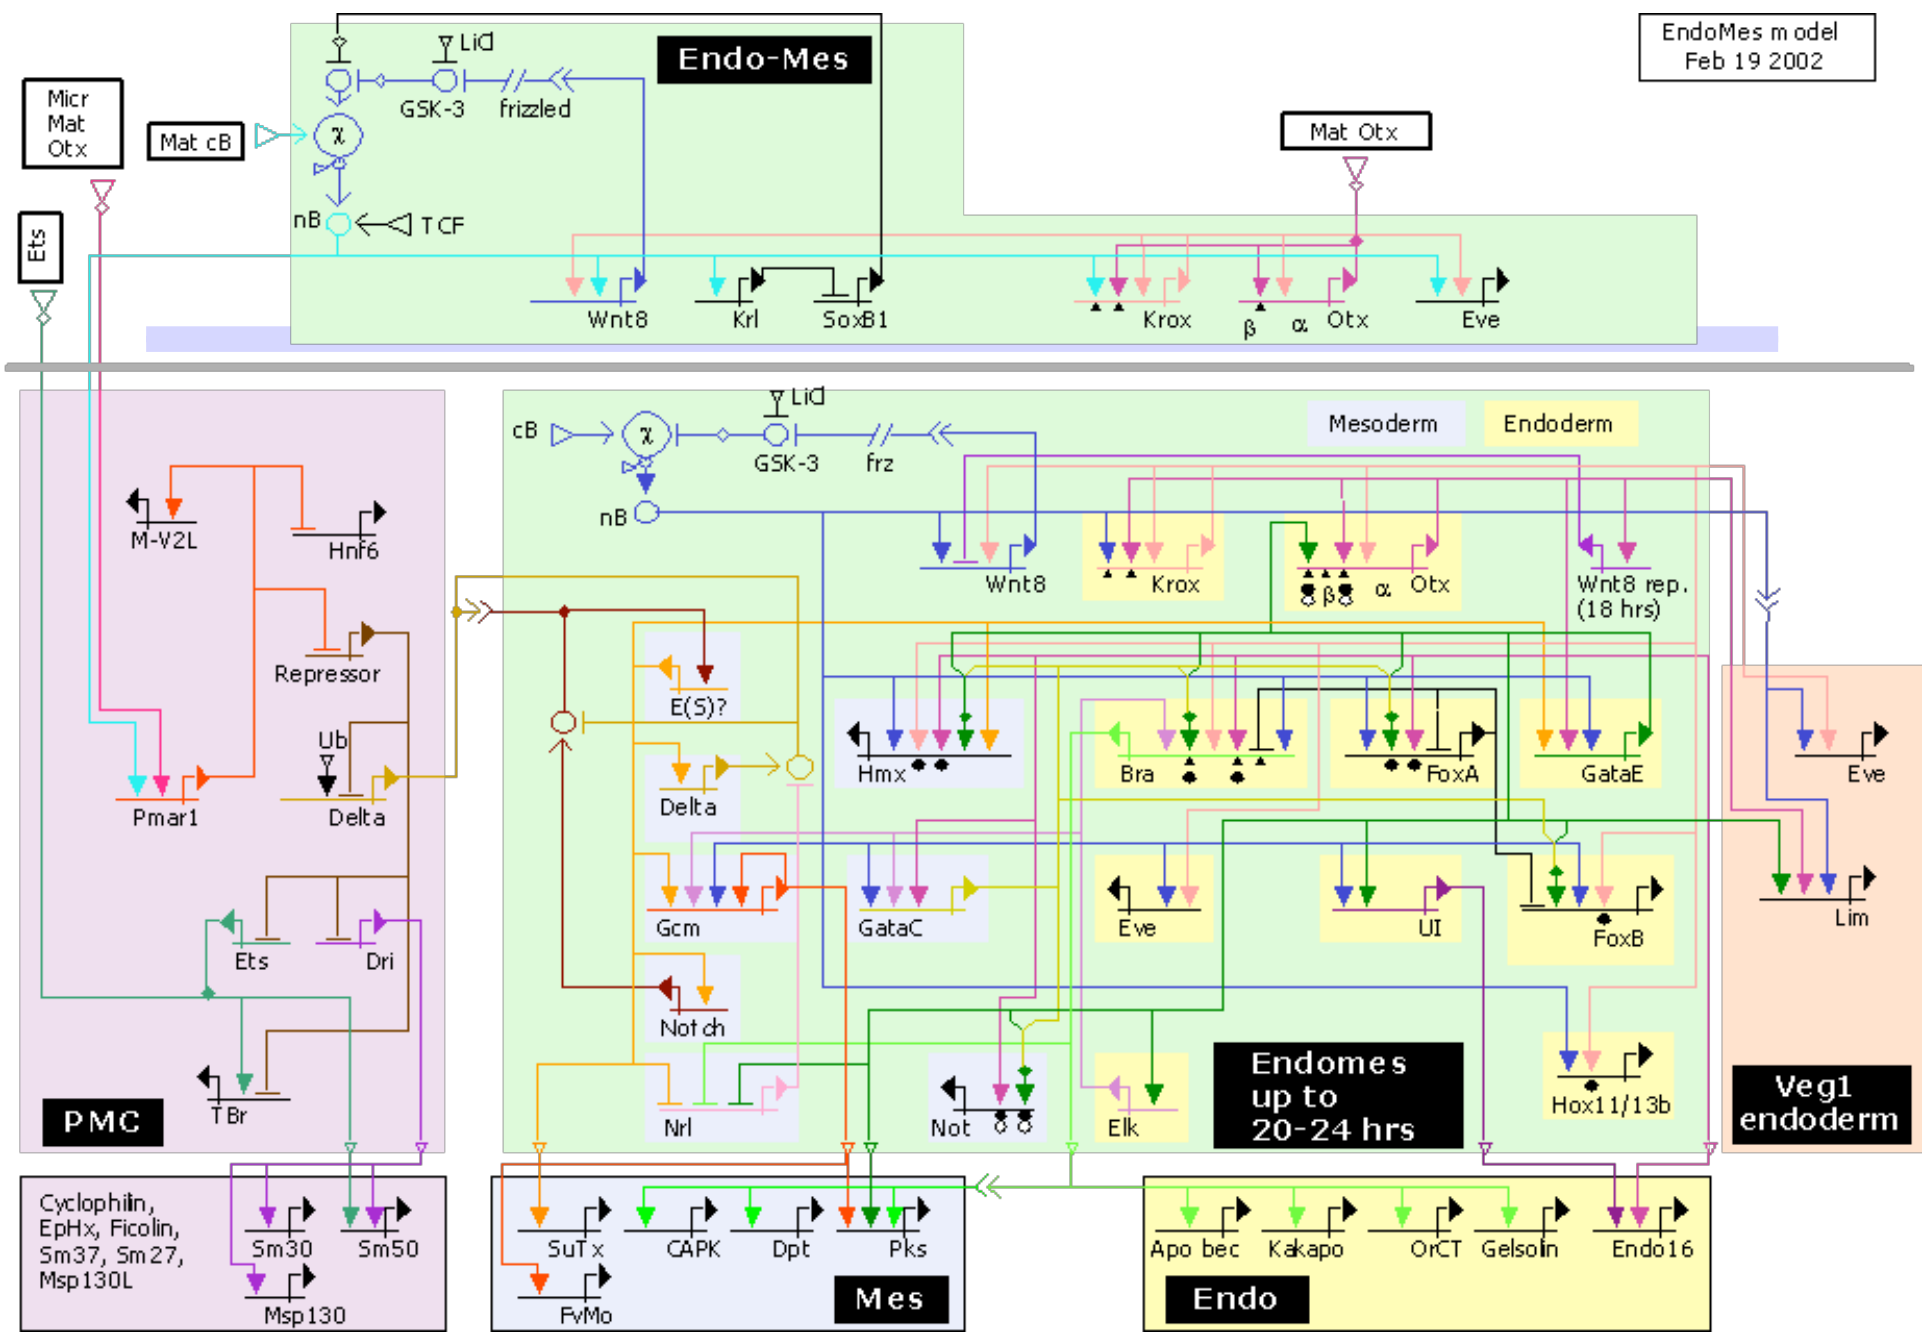 EndoMes model
Feb 19 2002
Endo-Mes
LiCl
GSK-3
frizzled
Micr
Mat
Otx
Mat cB
χ
Mat Otx
nB
TCF
Ets
Wnt8
Krl
SoxB1
Krox
β
α
Otx
Eve
LiCl
cB
χ
GSK-3
frz
Mesoderm
Endoderm
nB
M-V2L
Hnf6
Wnt8
Krox
β
α
Otx
Wnt8 rep.
(18 hrs)
Repressor
E(S)?
Ub
Hmx
Bra
FoxA
GataE
Eve
Pmar1
Delta
Delta
Gcm
GataC
Eve
UI
FoxB
Lim
Ets
Dri
Notch
TBr
Nrl
Not
Elk
Hox11/13b
PMC
Endomes
up to
20-24 hrs
Veg1
endoderm
Cyclophilin,
EpHx, Ficolin,
Sm37, Sm27,
Msp130L
Sm30
Sm50
Msp130
SuTx
CAPK
Dpt
Pks
FvMo
Mes
Apo bec
Kakapo
OrCT
Gelsolin
Endo16
Endo